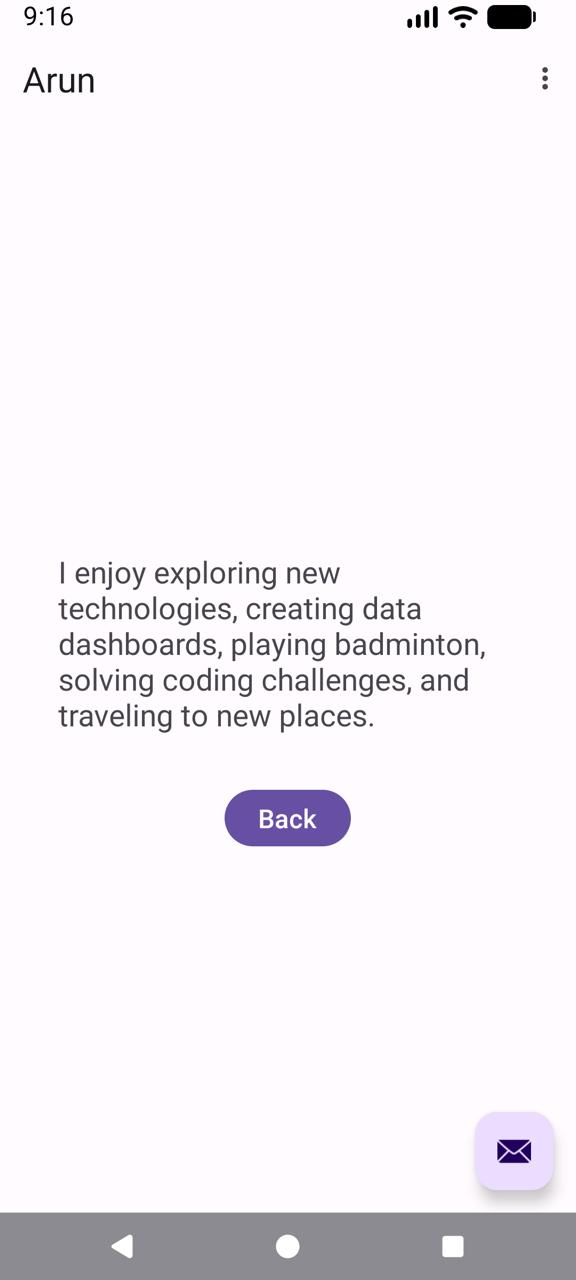 9:16
Arun
I enjoy exploring new
technologies, creating data
dashboards, playing badminton,
solving coding challenges, and
traveling to new places.
Back